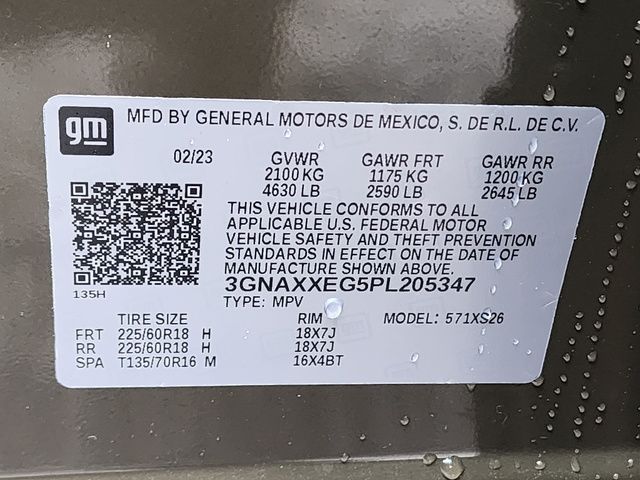 gm MFD BY GENERAL MOTORS DE MEXICO, S. DE R.L. DE C.V.
02/23 GVWR GAWR FRT GAWR RR
2100 KG 1175 KG 1200 KG
4630 LB 2590 LB 2645 LB
THIS VEHICLE CONFORMS TO ALL
APPLICABLE U.S. FEDERAL MOTOR
VEHICLE SAFETY AND THEFT PREVENTION
STANDARDS IN EFFECT ON THE DATE OF
MANUFACTURE SHOWN ABOVE.
135H
3GNAXXEG5PL205347
TYPE: MPV
TIRE SIZE RIM MODEL: 571XS26
FRT 225/60R18 H 18X7J
RR 225/60R18 H 18X7J
SPA T135/70R16 M 16X4BT